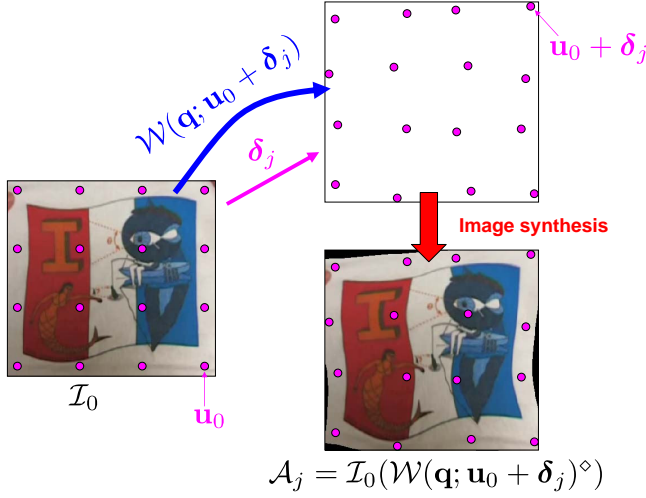 𝒲(𝐪; 𝐮₀ + 𝜹ⱼ)
𝐮₀ + 𝜹ⱼ
𝜹ⱼ
Image synthesis
I
I
ℐ₀
𝐮₀
𝒜ⱼ = ℐ₀(𝒲(𝐪; 𝐮₀ + 𝜹ⱼ)^⋄)